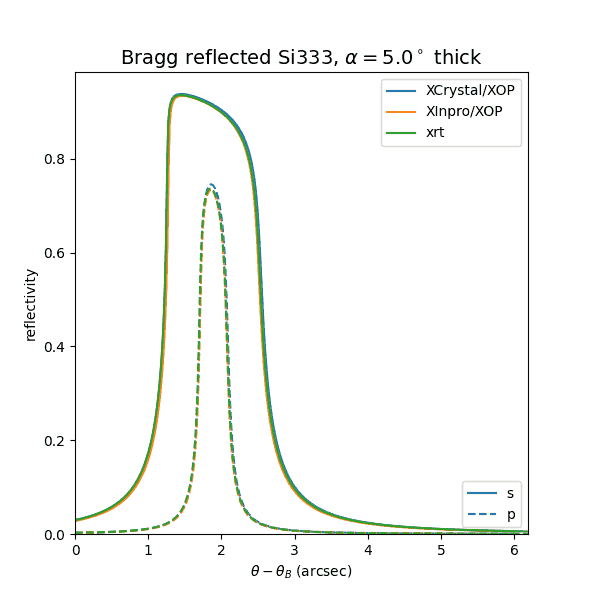 Bragg reflected Si333, α = 5.0° thick
XCrystal/XOP
XInpro/XOP
xrt
0.8
0.6
reflectivity
0.4
0.2
0.0
s
p
0 1 2 3 4 5 6
θ − θ_B (arcsec)